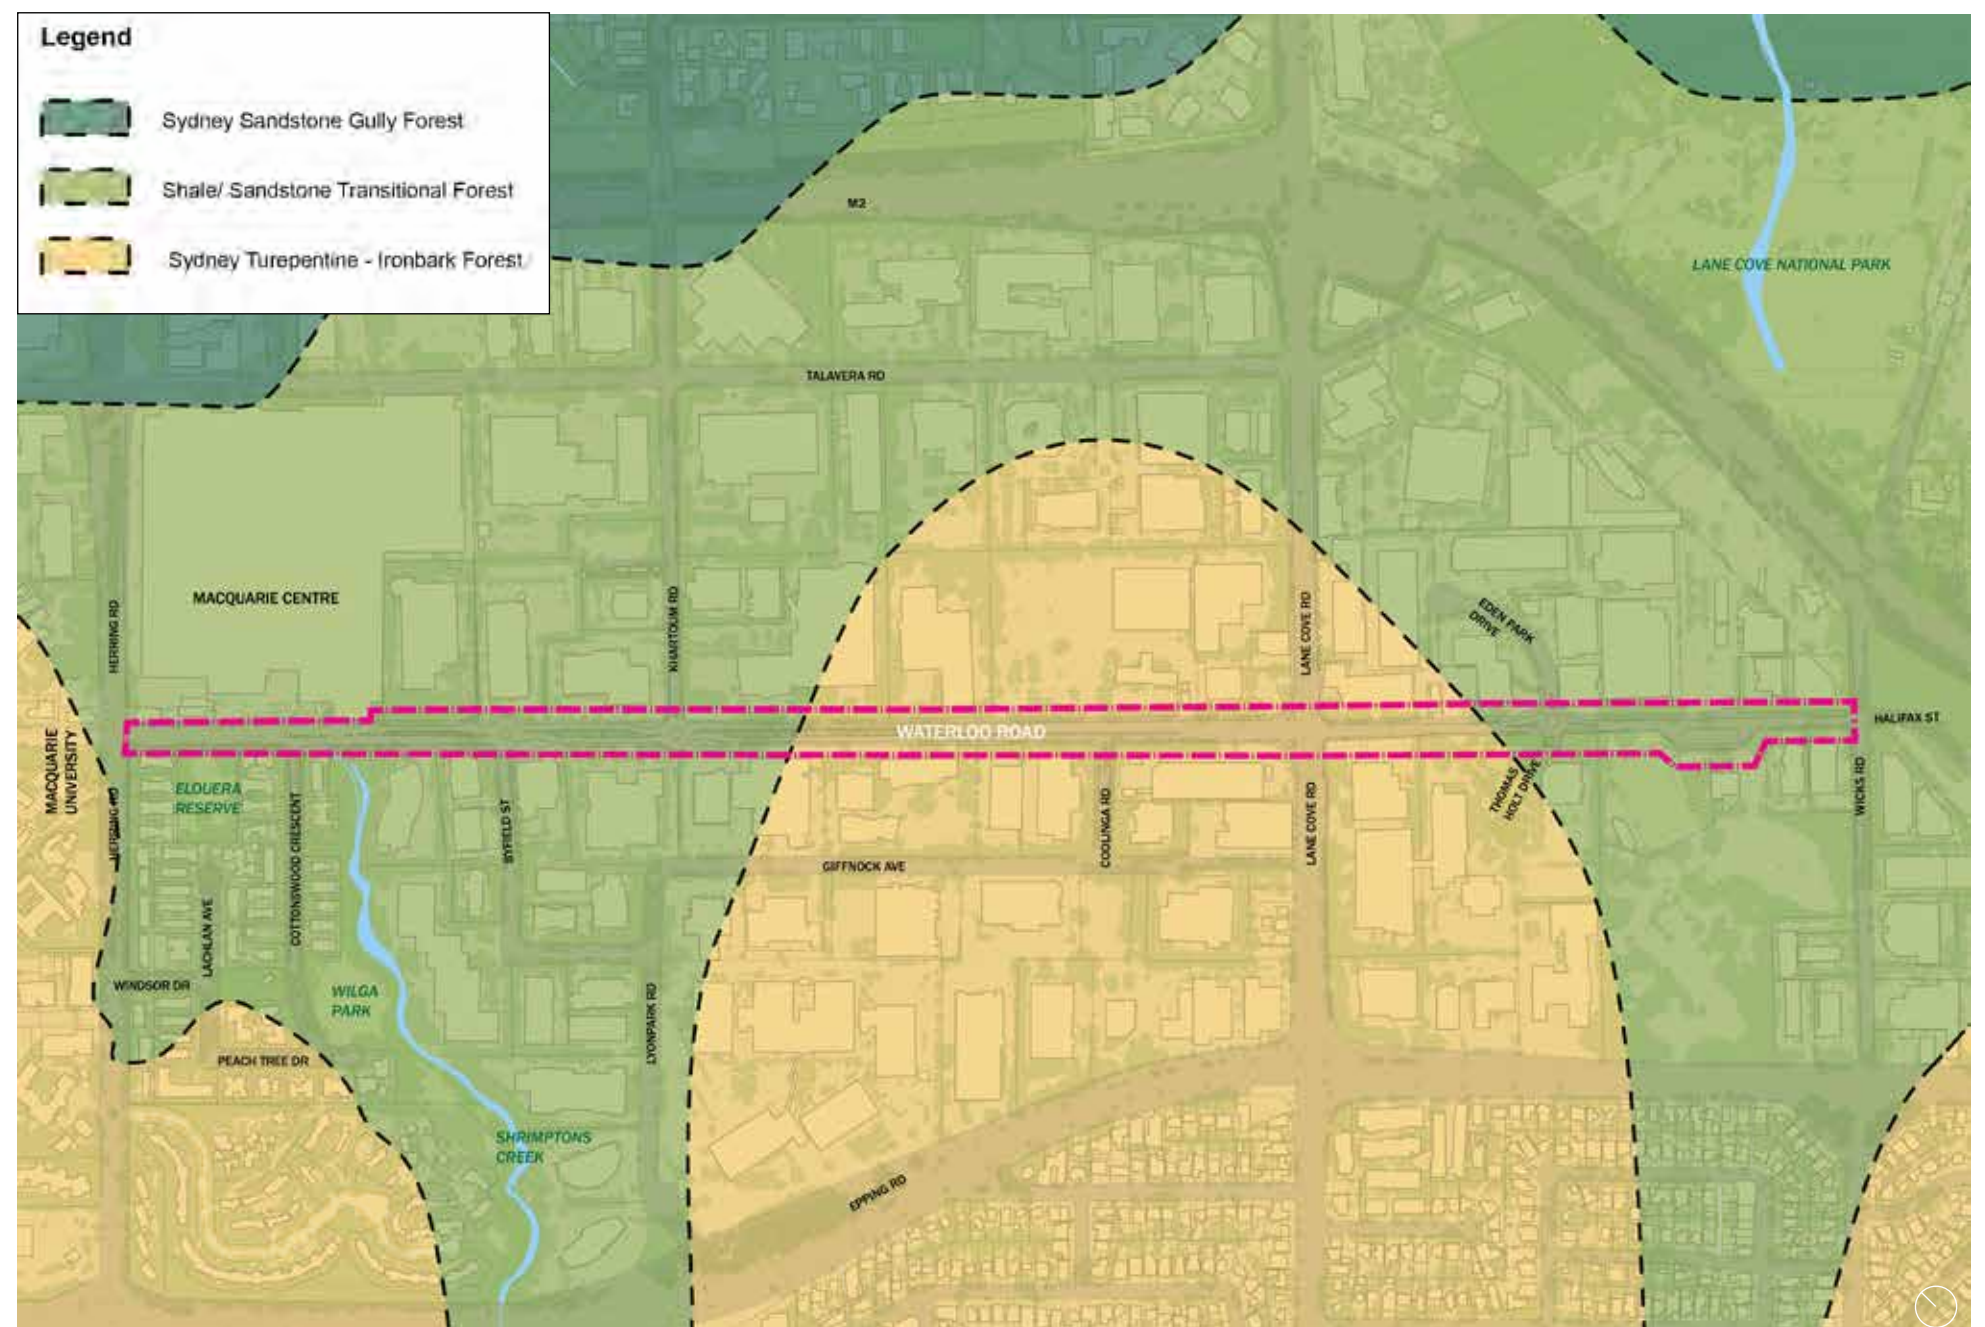 Legend
Sydney Sandstone Gully Forest
Shale/ Sandstone Transitional Forest
Sydney Turepentine - Ironbark Forest
M2
LANE COVE NATIONAL PARK
TALAVERA RD
MACQUARIE CENTRE
HERRING RD
KHARTOUM RD
LANE COVE RD
EDEN PARK
DRIVE
WATERLOO ROAD
HALIFAX ST
MACQUARIE
UNIVERSITY
ELOUERA
RESERVE
HERRING RD
COTTONSWOOD CRESCENT
BYFIELD ST
COOLINGA RD
LANE COVE RD
THOMAS
HOLT DRIVE
WICKS RD
GIFFNOCK AVE
LACHLAN AVE
WINDSOR DR
WILGA
PARK
LYONPARK RD
PEACH TREE DR
SHRIMPTONS
CREEK
EPPING RD